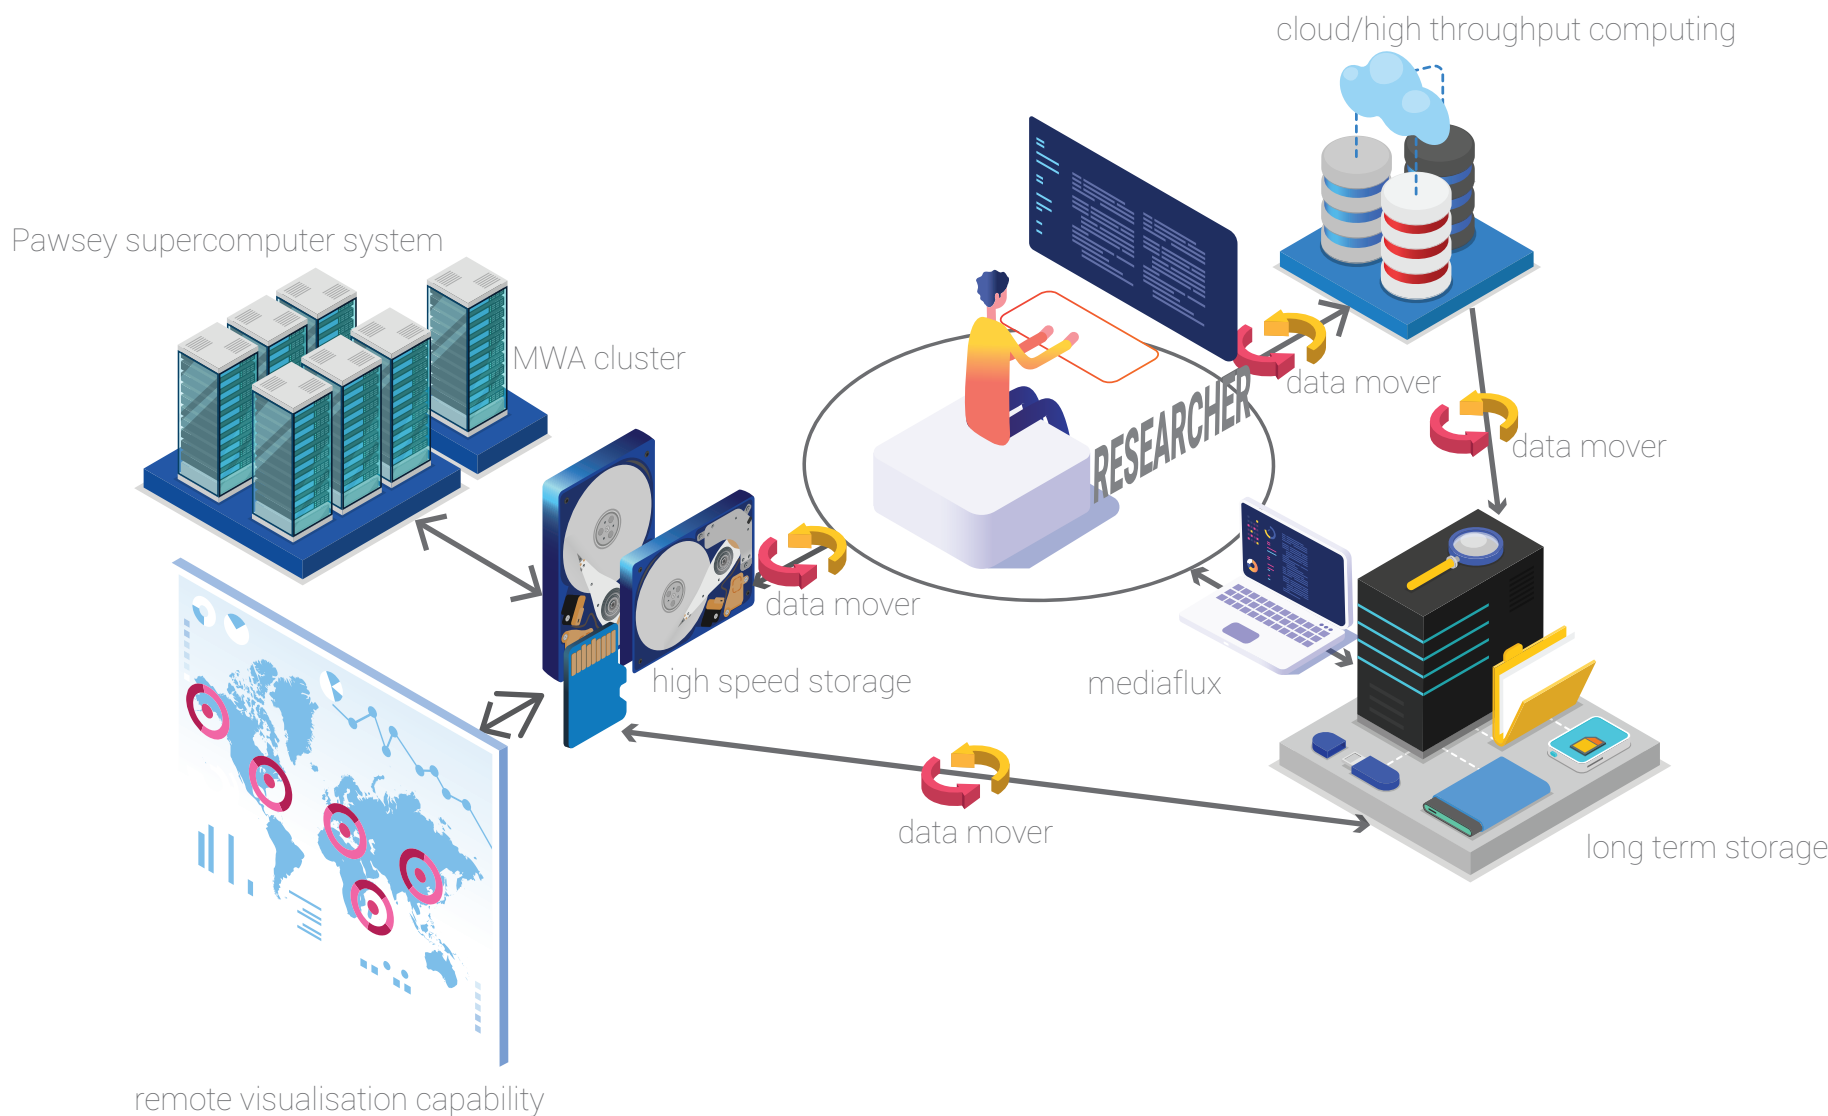 cloud/high throughput computing
Pawsey supercomputer system
MWA cluster
data mover
RESEARCHER
data mover
data mover
high speed storage
mediaflux
data mover
long term storage
remote visualisation capability